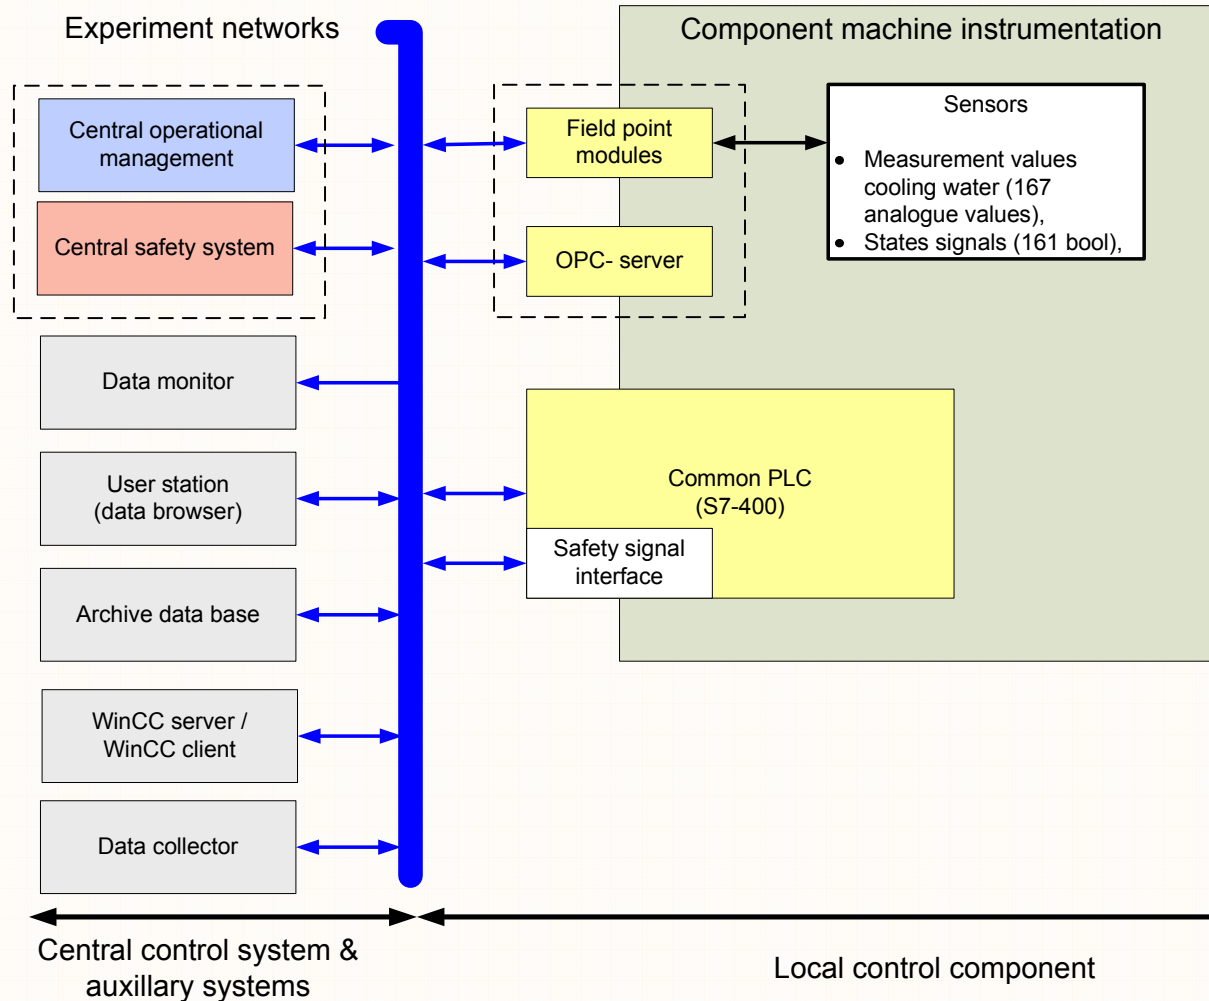 Experiment networks
Component machine instrumentation
Central operational
management
Central safety system
Data monitor
User station
(data browser)
Archive data base
WinCC server /
WinCC client
Data collector
Field point
modules
OPC- server
Sensors
• Measurement values
cooling water (167
analogue values),
• States signals (161 bool),
Common PLC
(S7-400)
Safety signal
interface
Central control system &
auxillary systems
Local control component